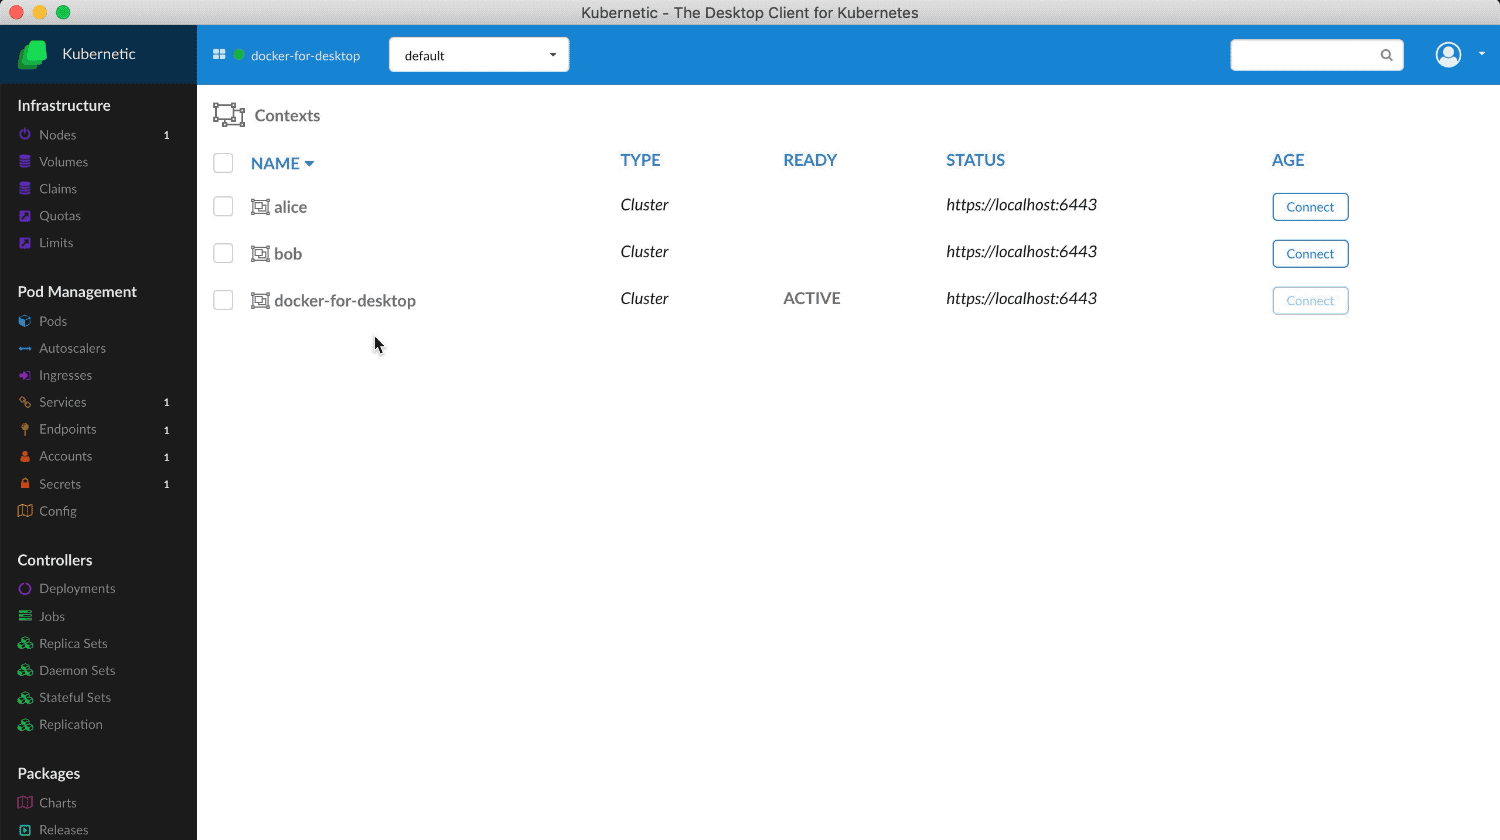 Kubernetic - The Desktop Client for Kubernetes
Kubernetic
docker-for-desktop
default
Infrastructure
Nodes 1
Volumes
Claims
Quotas
Limits
Pod Management
Pods
Autoscalers
Ingresses
Services 1
Endpoints 1
Accounts 1
Secrets 1
Config
Controllers
Deployments
Jobs
Replica Sets
Daemon Sets
Stateful Sets
Replication
Packages
Charts
Releases
Contexts
NAME TYPE READY STATUS AGE
alice Cluster https://localhost:6443 Connect
bob Cluster https://localhost:6443 Connect
docker-for-desktop Cluster ACTIVE https://localhost:6443 Connect